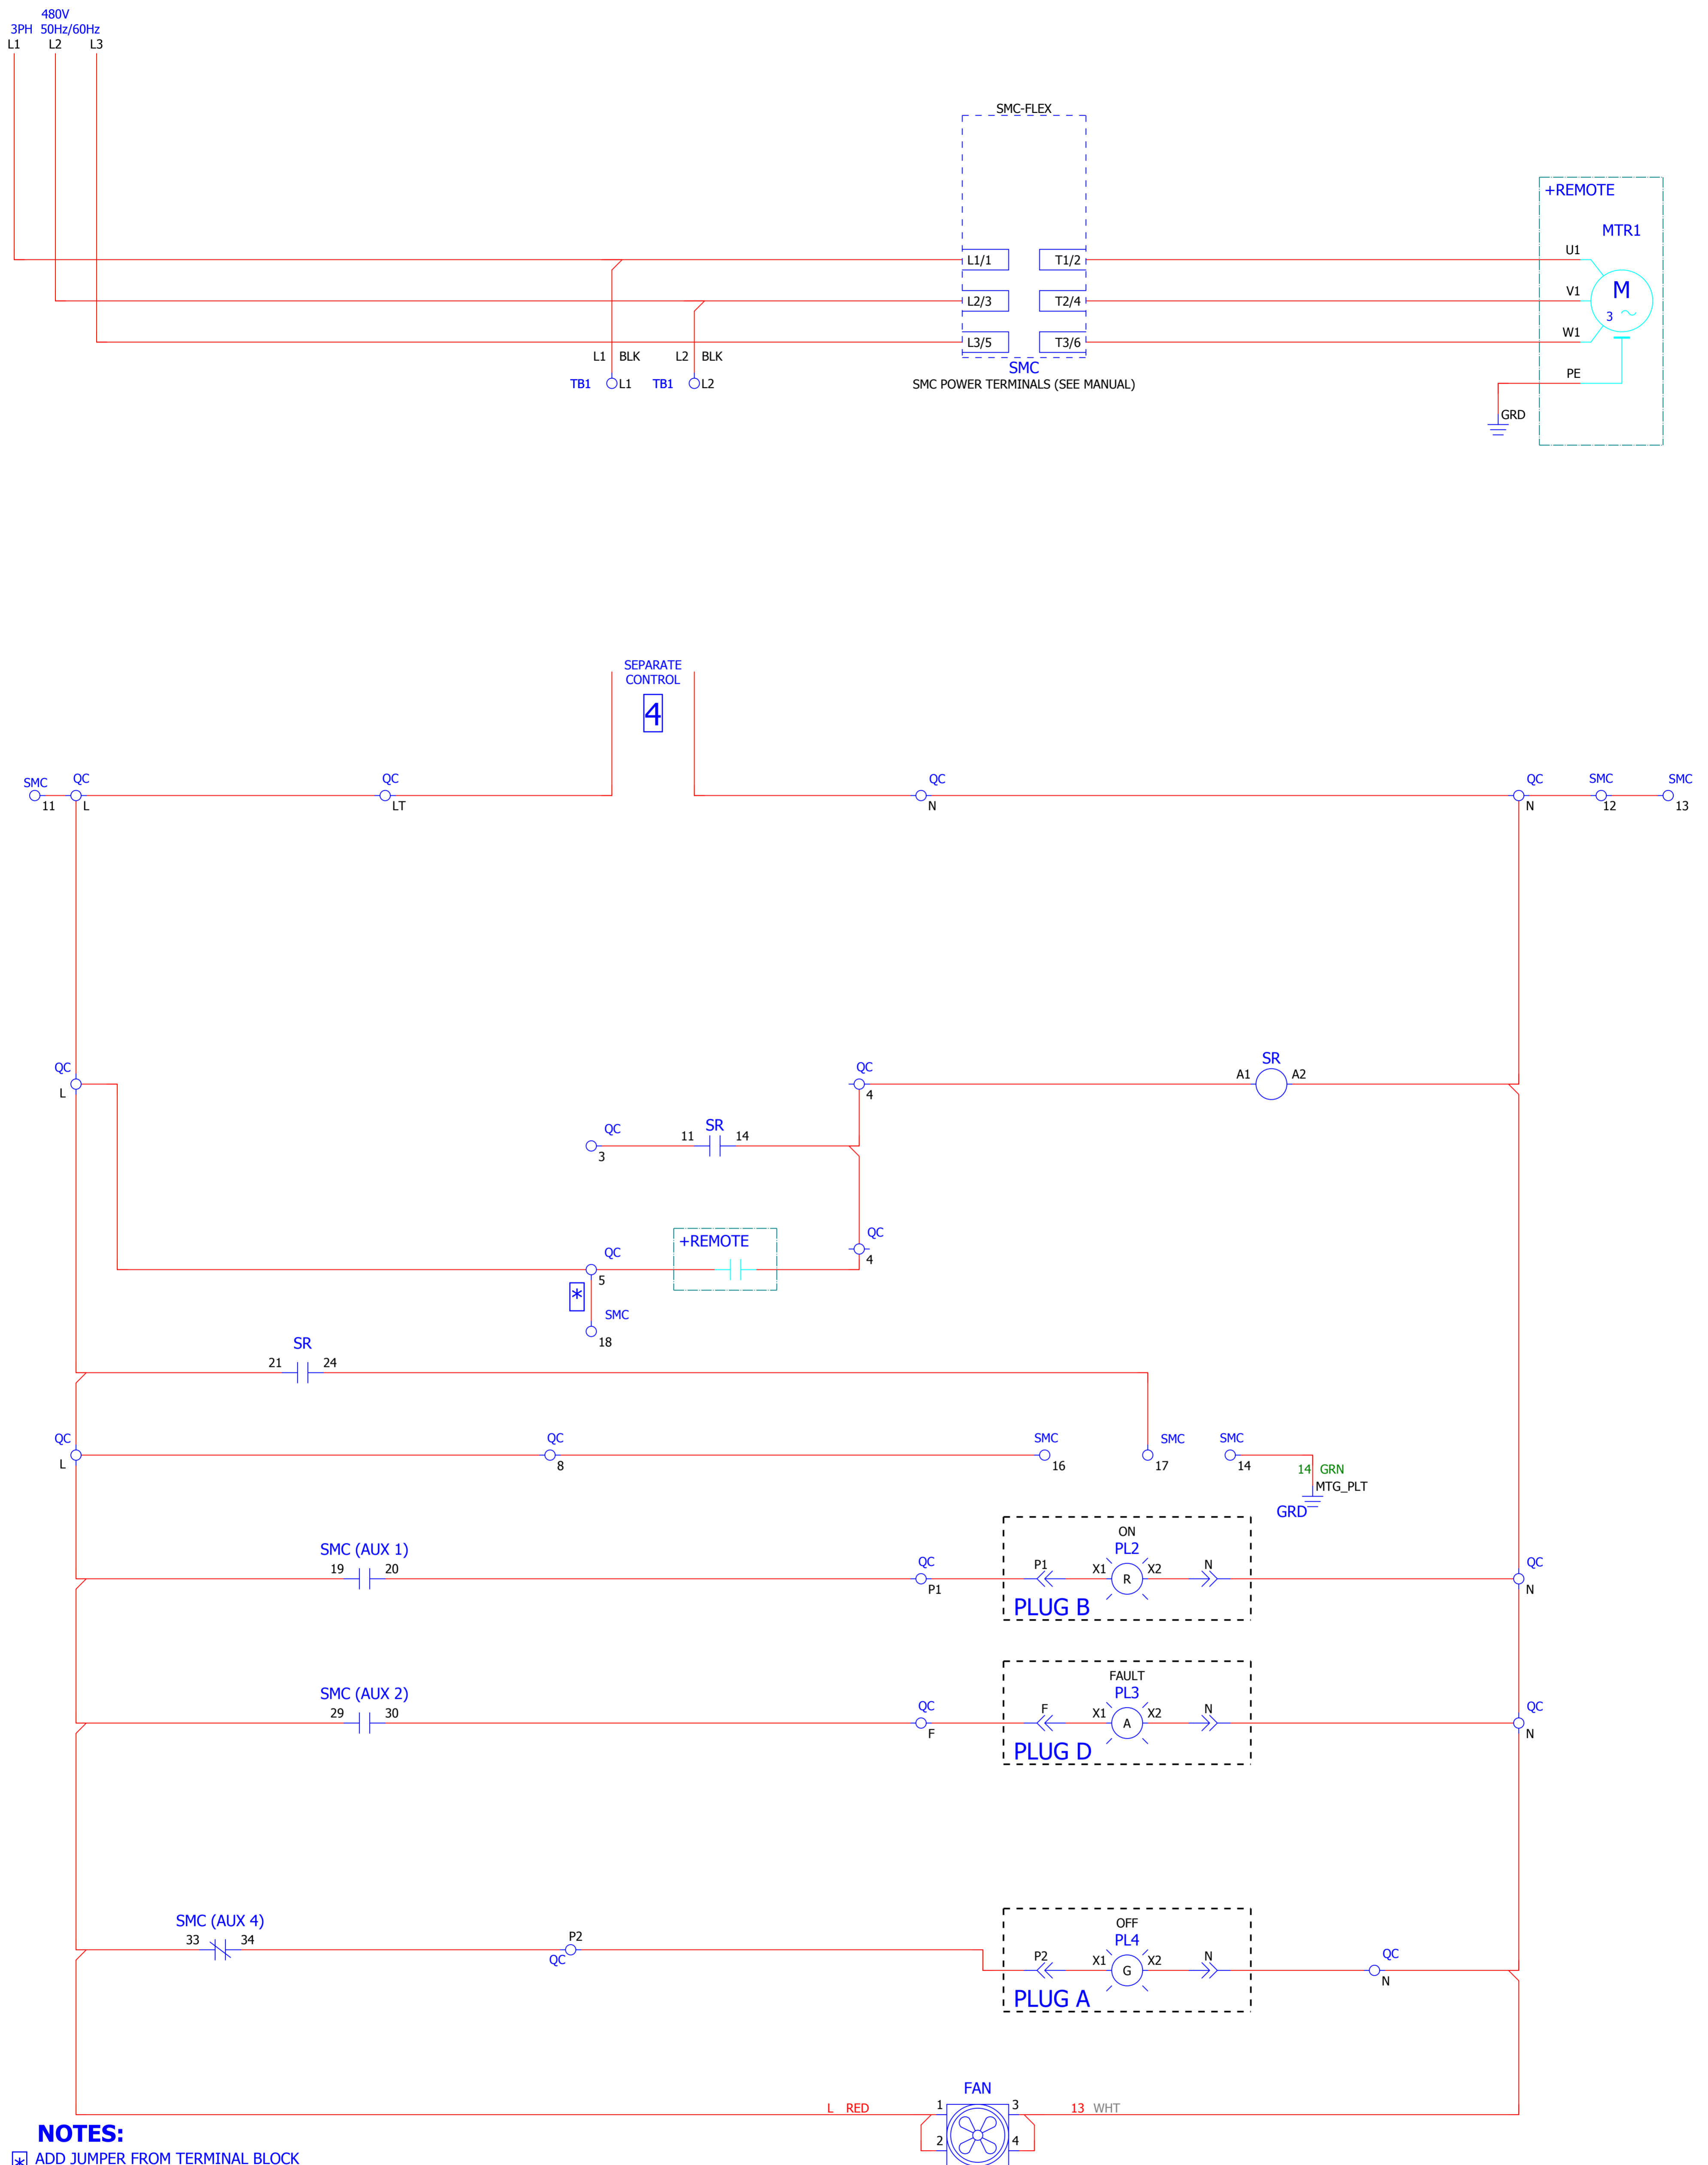 480V
3PH 50Hz/60Hz
L1 L2 L3
SMC-FLEX
+REMOTE
MTR1
L1/1 T1/2 U1
L2/3 T2/4 V1 M
3
L3/5 T3/6 W1
L1 BLK L2 BLK
SMC
TB1 L1 TB1 L2
SMC POWER TERMINALS (SEE MANUAL)
PE
GRD
SEPARATE
CONTROL
4
SMC QC QC QC QC SMC SMC
11 L LT N N 12 13
QC QC SR
L 4 A1 A2
QC SR
3 11 14
QC
4
+REMOTE
QC
5
*
SMC
18
SR
21 24
QC QC SMC SMC SMC
L 8 16 17 14
14 GRN
MTG_PLT
GRD
ON
SMC (AUX 1) PL2
19 20 QC P1 X1 R X2 N QC
P1 N
PLUG B
FAULT
SMC (AUX 2) PL3
29 30 QC F X1 A X2 N QC
F N
PLUG D
OFF
SMC (AUX 4) PL4
33 34 P2 P2 X1 G X2 N QC
QC N
PLUG A
FAN
L RED 1 3 13 WHT
2 4
NOTES:
* ADD JUMPER FROM TERMINAL BLOCK